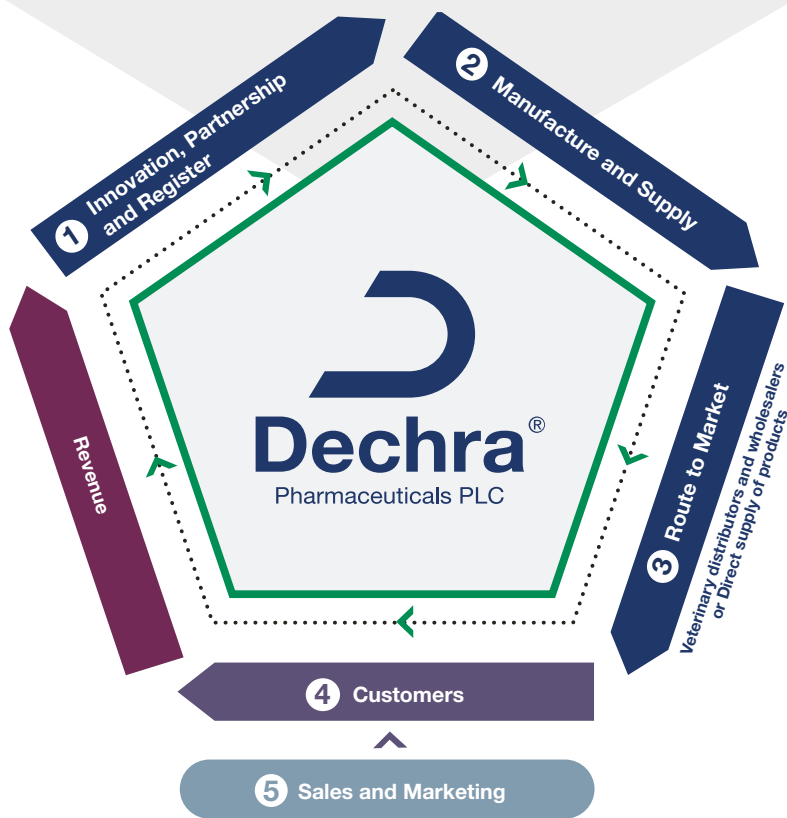 1 Innovation, Partnership
and Register
2 Manufacture and Supply
3 Route to Market
Veterinary distributors and wholesalers
or Direct supply of products
4 Customers
5 Sales and Marketing
Revenue
Dechra®
Pharmaceuticals PLC